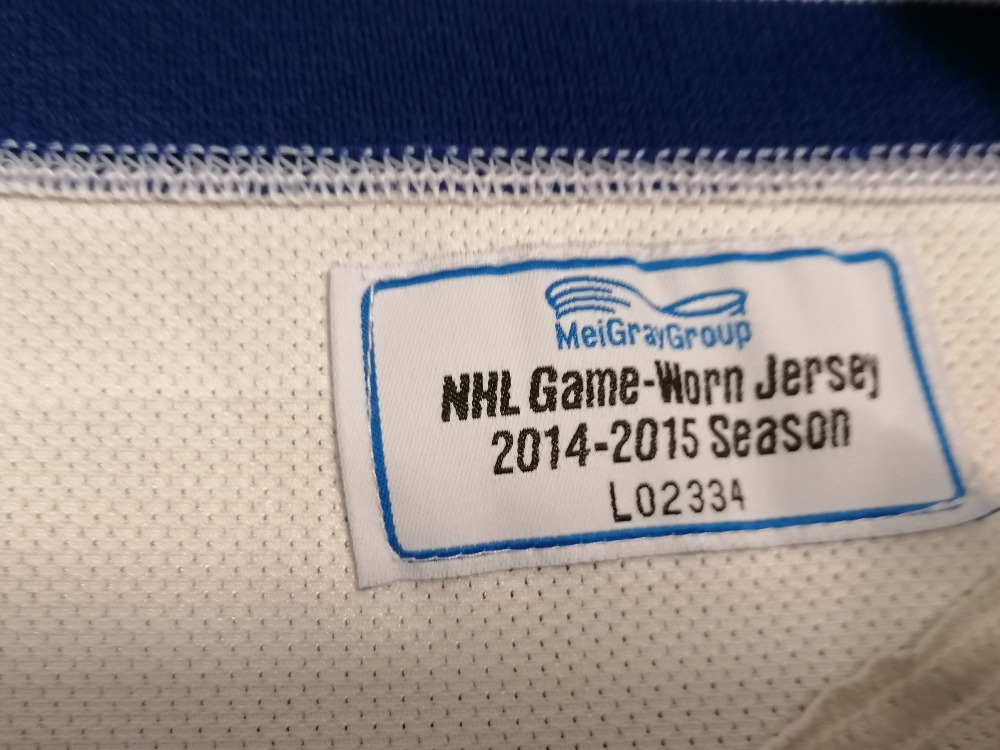 MeiGrayGroup
NHL Game-Worn Jersey
2014-2015 Season
L02334